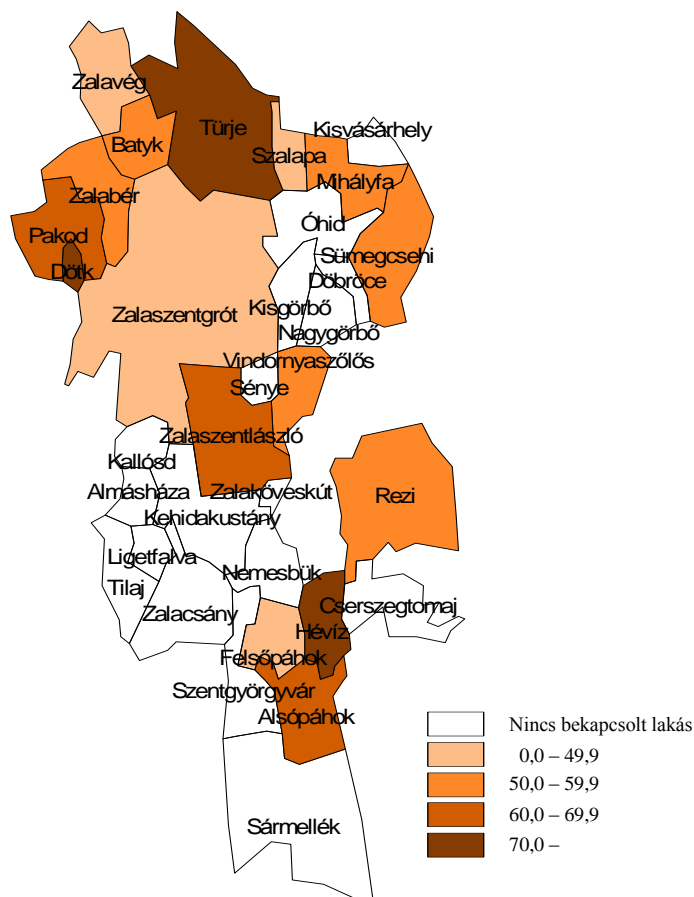 Zalavég
Türje
Kisvásárhely
Batyk
Szalapa
Mihályfa
Zalabér
Óhid
Pakod
Sümegcsehi
Dötk
Döbröce
Kisgörbő
Zalaszentgrót
Nagygörbő
Vindornyaszőlős
Sénye
Zalaszentlászló
Kallósd
Almásháza
Zalaköveskút
Rezi
Kehidakustány
Ligetfalva
Nemesbük
Tilaj
Zalacsány
Cserszegtomaj
Hévíz
Felsőpáhok
Szentgyörgyvár
Alsópáhok
Sármellék
Nincs bekapcsolt lakás
0,0 – 49,9
50,0 – 59,9
60,0 – 69,9
70,0 –